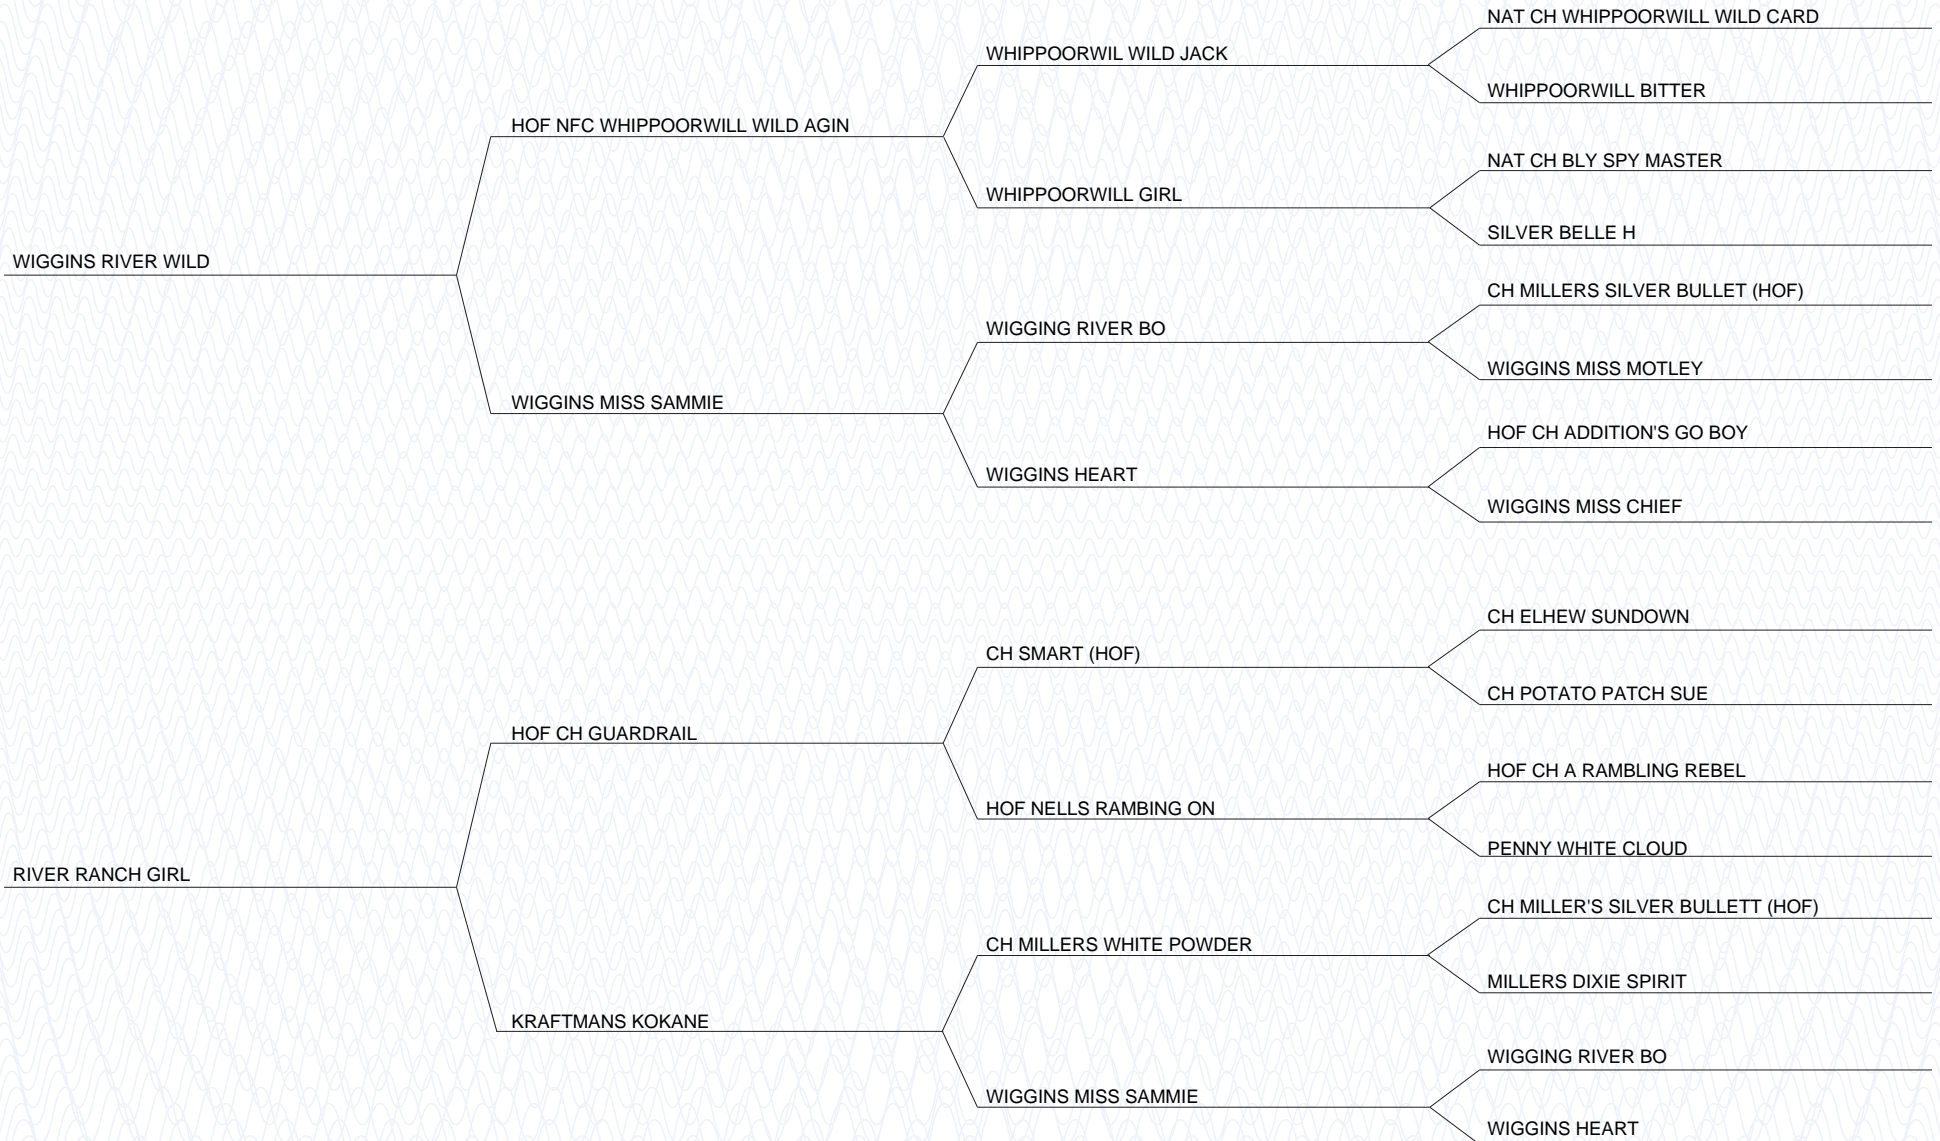 NAT CH WHIPPOORWILL WILD CARD
WHIPPOORWIL WILD JACK
WHIPPOORWILL BITTER
HOF NFC WHIPPOORWILL WILD AGIN
NAT CH BLY SPY MASTER
WHIPPOORWILL GIRL
SILVER BELLE H
WIGGINS RIVER WILD
CH MILLERS SILVER BULLET (HOF)
WIGGING RIVER BO
WIGGINS MISS MOTLEY
WIGGINS MISS SAMMIE
HOF CH ADDITION'S GO BOY
WIGGINS HEART
WIGGINS MISS CHIEF
CH ELHEW SUNDOWN
CH SMART (HOF)
CH POTATO PATCH SUE
HOF CH GUARDRAIL
HOF CH A RAMBLING REBEL
HOF NELLS RAMBING ON
PENNY WHITE CLOUD
RIVER RANCH GIRL
CH MILLER'S SILVER BULLETT (HOF)
CH MILLERS WHITE POWDER
MILLERS DIXIE SPIRIT
KRAFTMANS KOKANE
WIGGING RIVER BO
WIGGINS MISS SAMMIE
WIGGINS HEART